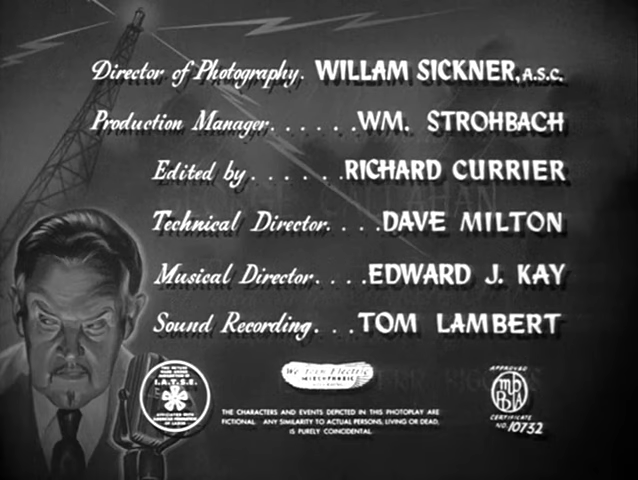 Director of Photography. WILLAM SICKNER, A.S.C.
Production Manager......WM. STROHBACH
Edited by.......RICHARD CURRIER
Technical Director....DAVE MILTON
Musical Director....EDWARD J. KAY
Sound Recording...TOM LAMBERT
I.A.T.S.E.
Western Electric
APPROVED
CERTIFICATE
NO. 10732
THE CHARACTERS AND EVENTS DEPICTED IN THIS PHOTOPLAY ARE
FICTIONAL. ANY SIMILARITY TO ACTUAL PERSONS, LIVING OR DEAD,
IS PURELY COINCIDENTAL.